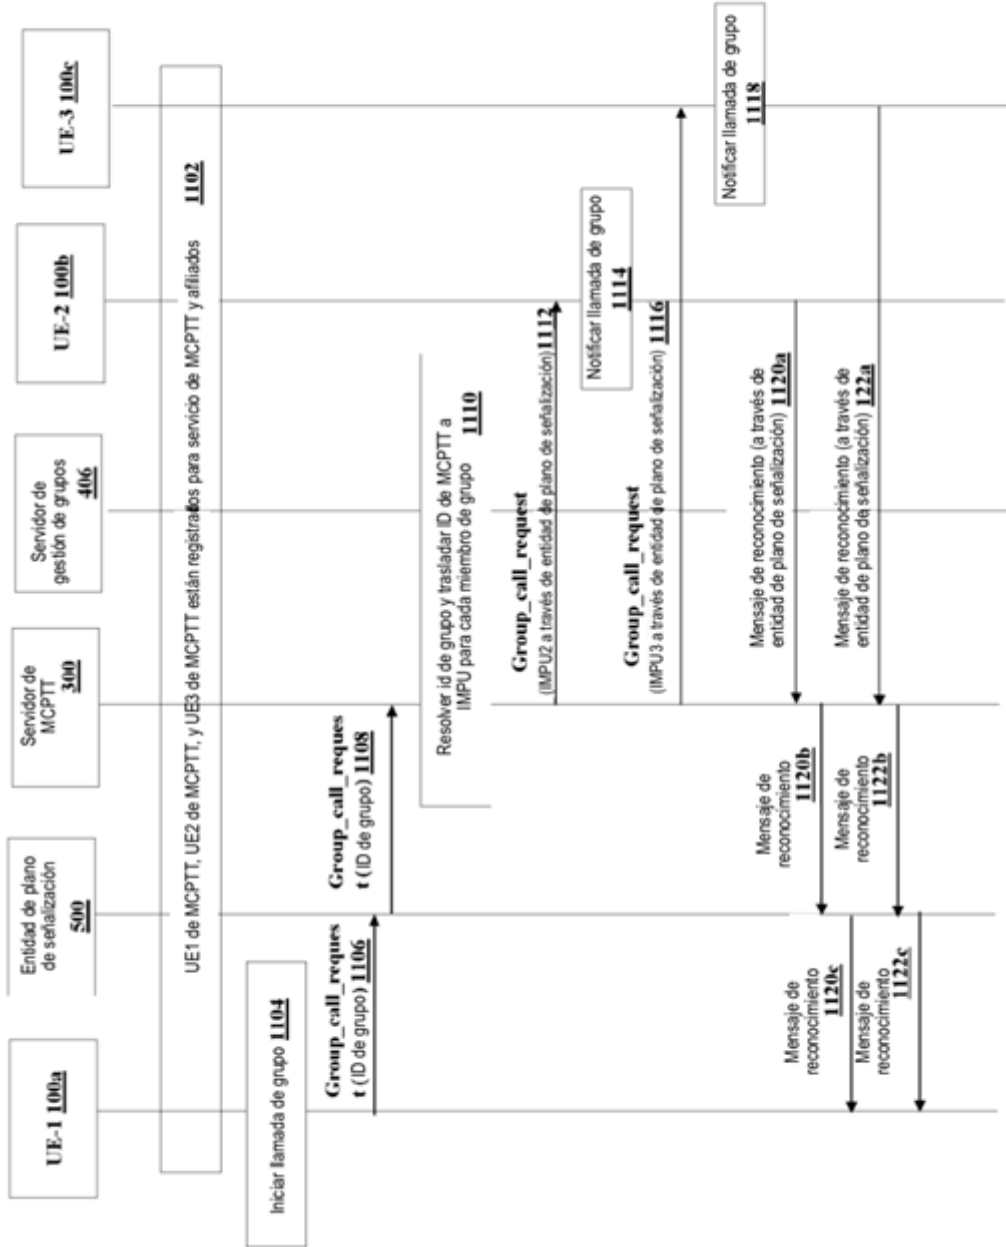 UE-1 100a
Entidad de plano
de señalización
500
Servidor de
MCPTT
300
Servidor de
gestión de grupos
406
UE-2 100b
UE-3 100c
UE1 de MCPTT, UE2 de MCPTT, y UE3 de MCPTT están registrados para servicio de MCPTT y afiliados 1102
Iniciar llamada de grupo 1104
Group_call_reques
t (ID de grupo) 1106
Group_call_reques
t (ID de grupo) 1108
Resolver id de grupo y trasladar ID de MCPTT a
IMPU para cada miembro de grupo 1110
Group_call_request
(IMPU2 a través de entidad de plano de señalización) 1112
Notificar llamada de grupo
1114
Group_call_request
(IMPU3 a través de entidad de plano de señalización) 1116
Notificar llamada de grupo
1118
Mensaje de reconocimiento (a través de
entidad de plano de señalización) 1120a
Mensaje de
reconocimiento
1120b
Mensaje de
reconocimiento
1120c
Mensaje de reconocimiento (a través de
entidad de plano de señalización) 122a
Mensaje de
reconocimiento
1122b
Mensaje de
reconocimiento
1122c